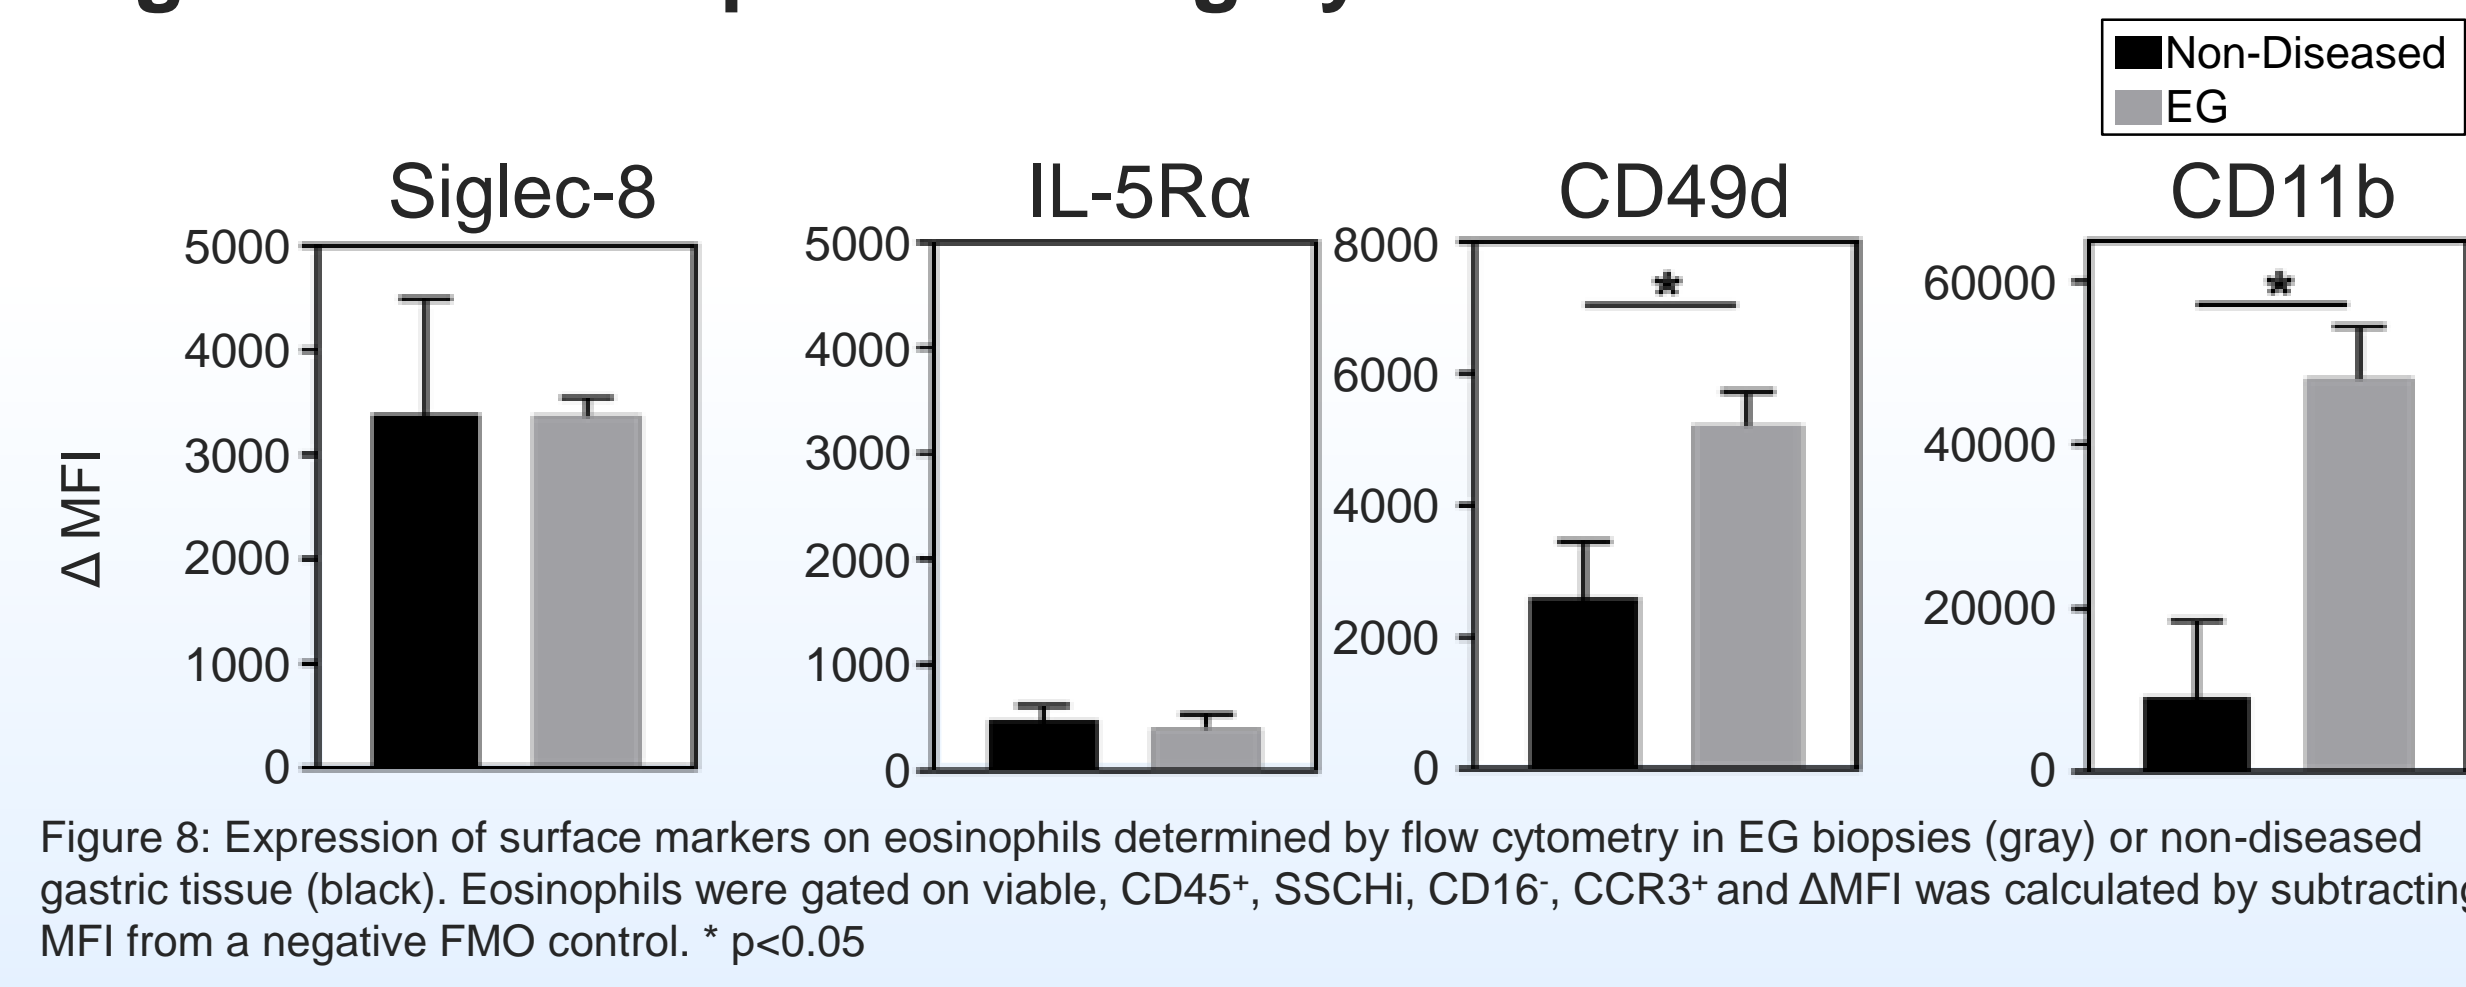 Non-Diseased
EG
Siglec-8
IL-5Rα
CD49d
CD11b
Δ MFI
5000
4000
3000
2000
1000
0
5000
4000
3000
2000
1000
0
8000
6000
4000
2000
0
*
60000
40000
20000
0
*
Figure 8: Expression of surface markers on eosinophils determined by flow cytometry in EG biopsies (gray) or non-diseased
gastric tissue (black). Eosinophils were gated on viable, CD45⁺, SSCHi, CD16⁻, CCR3⁺ and ΔMFI was calculated by subtracting
MFI from a negative FMO control. * p<0.05